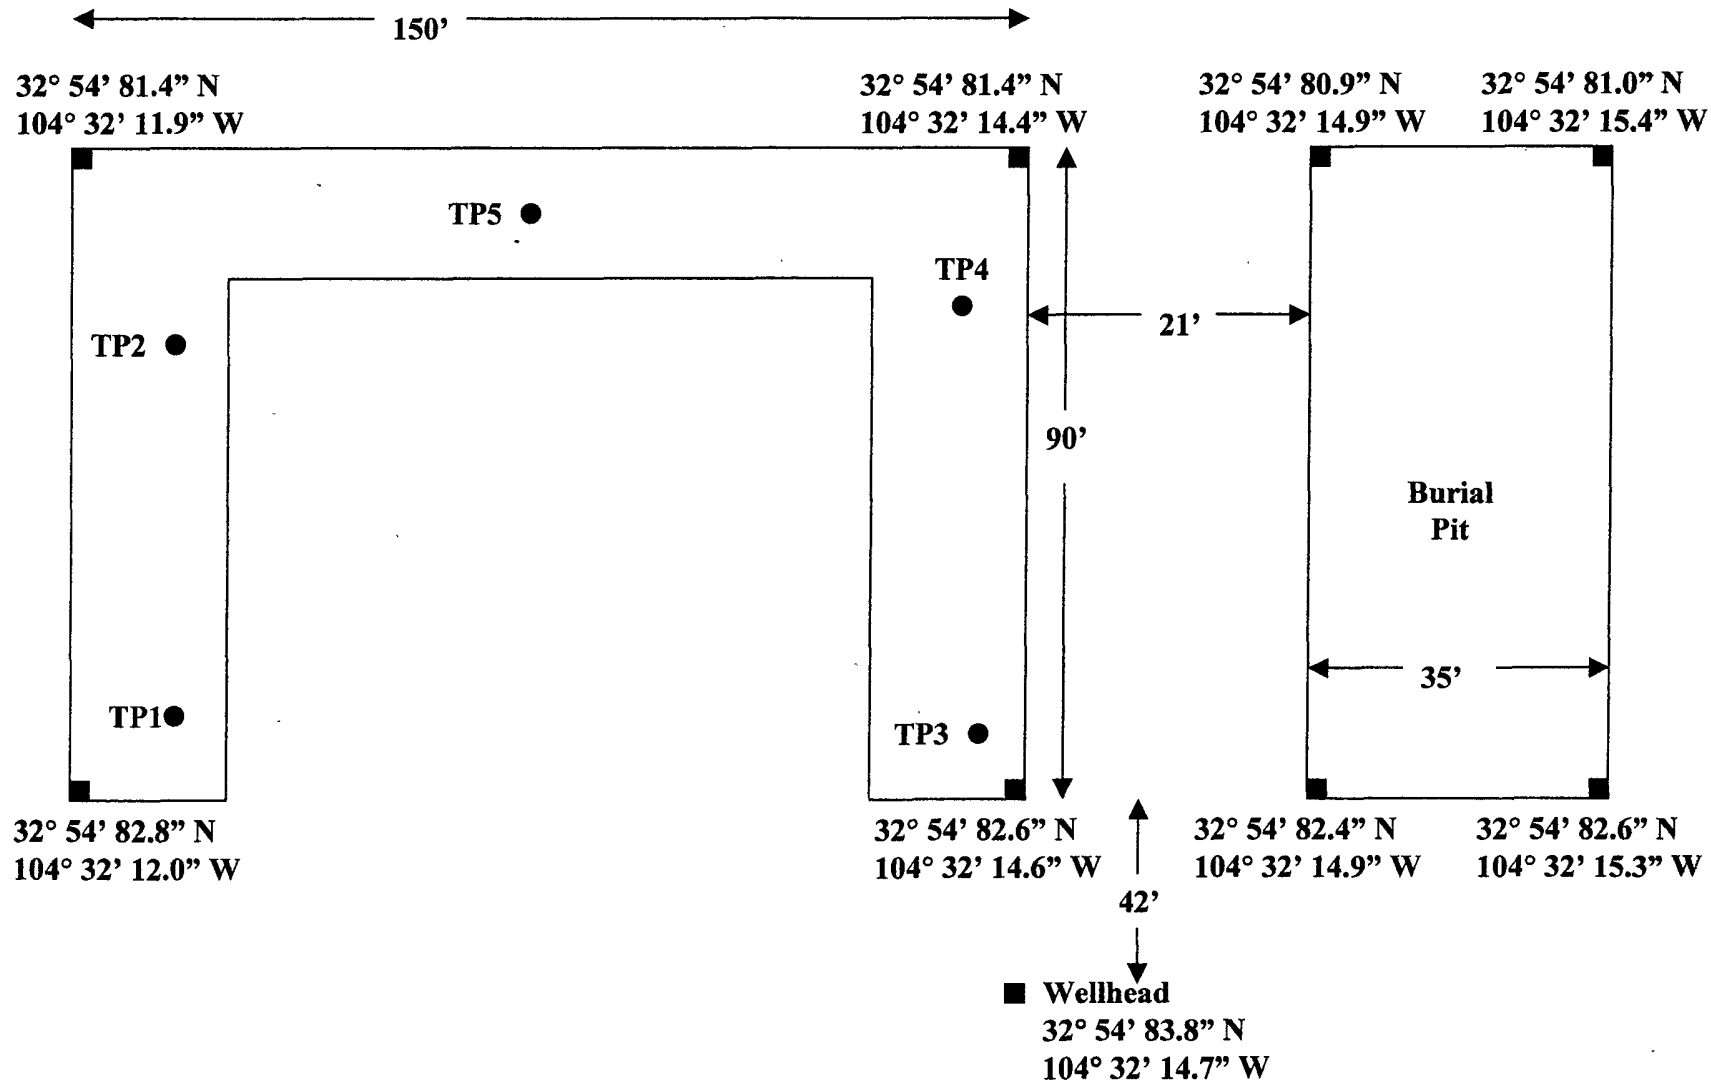 150’
32° 54’ 81.4” N
104° 32’ 11.9” W
32° 54’ 81.4” N
104° 32’ 14.4” W
32° 54’ 80.9” N
104° 32’ 14.9” W
32° 54’ 81.0” N
104° 32’ 15.4” W
TP5
TP4
TP2
21’
90’
Burial
Pit
35’
TP1
TP3
32° 54’ 82.8” N
104° 32’ 12.0” W
32° 54’ 82.6” N
104° 32’ 14.6” W
32° 54’ 82.4” N
104° 32’ 14.9” W
32° 54’ 82.6” N
104° 32’ 15.3” W
42’
Wellhead
32° 54’ 83.8” N
104° 32’ 14.7” W